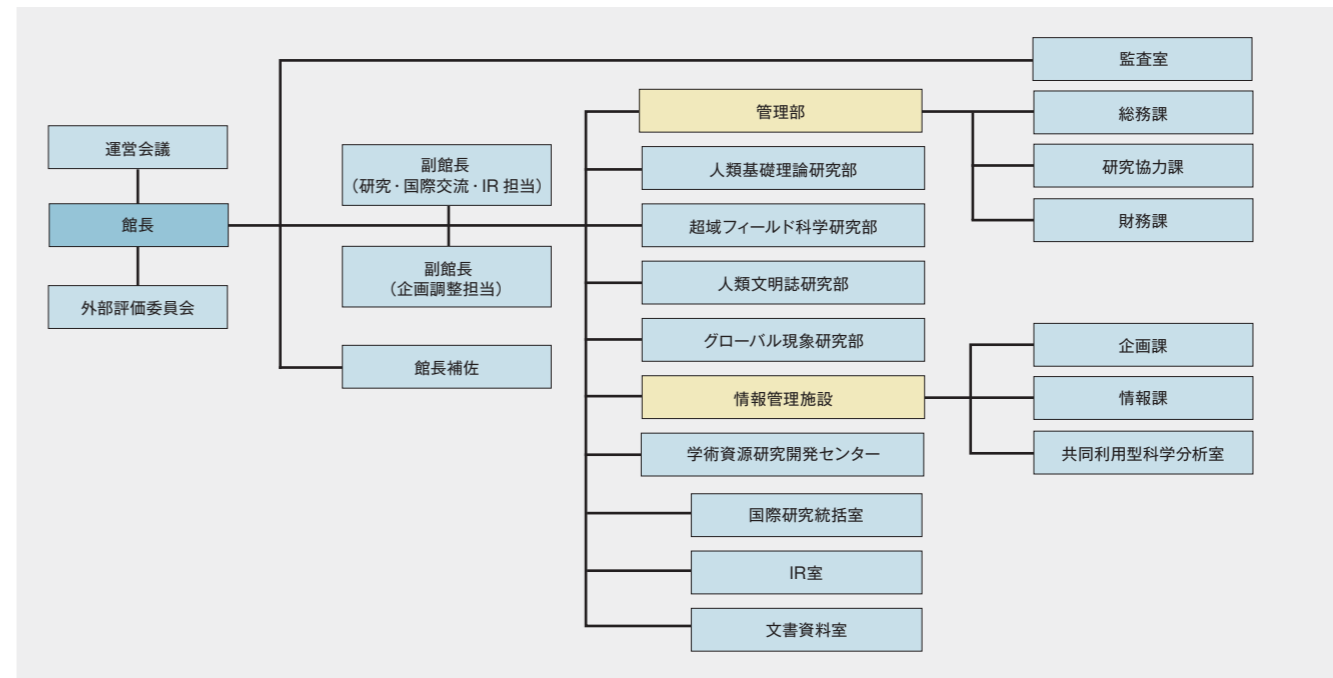 運営会議
館長
外部評価委員会
副館長
（研究・国際交流・IR 担当）
副館長
（企画調整担当）
館長補佐
管理部
人類基礎理論研究部
超域フィールド科学研究部
人類文明誌研究部
グローバル現象研究部
情報管理施設
学術資源研究開発センター
国際研究統括室
IR室
文書資料室
監査室
総務課
研究協力課
財務課
企画課
情報課
共同利用型科学分析室